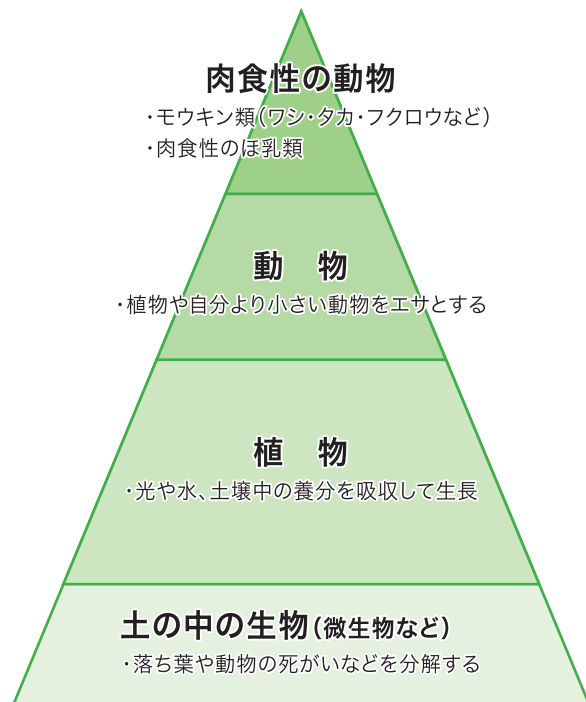 肉食性の動物
・モウキン類（ワシ・タカ・フクロウなど）
・肉食性のほ乳類
動　物
・植物や自分より小さい動物をエサとする
植　物
・光や水、土壌中の養分を吸収して生長
土の中の生物（微生物など）
・落ち葉や動物の死がいなどを分解する